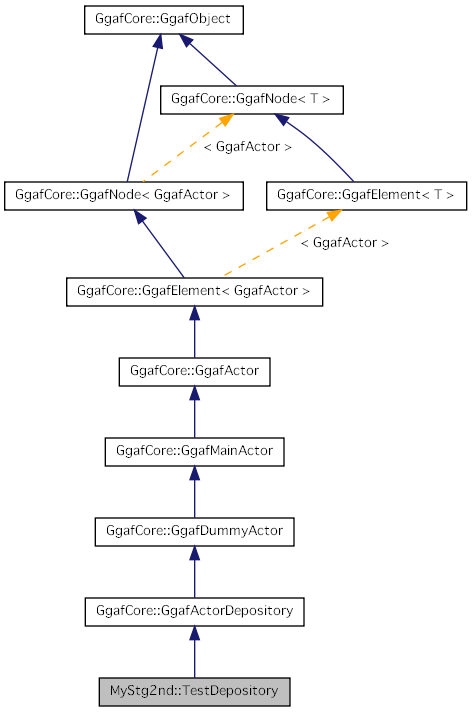 GgafCore::GgafObject
GgafCore::GgafNode< T >
< GgafActor >
GgafCore::GgafNode< GgafActor >
GgafCore::GgafElement< T >
< GgafActor >
GgafCore::GgafElement< GgafActor >
GgafCore::GgafActor
GgafCore::GgafMainActor
GgafCore::GgafDummyActor
GgafCore::GgafActorDepository
MyStg2nd::TestDepository